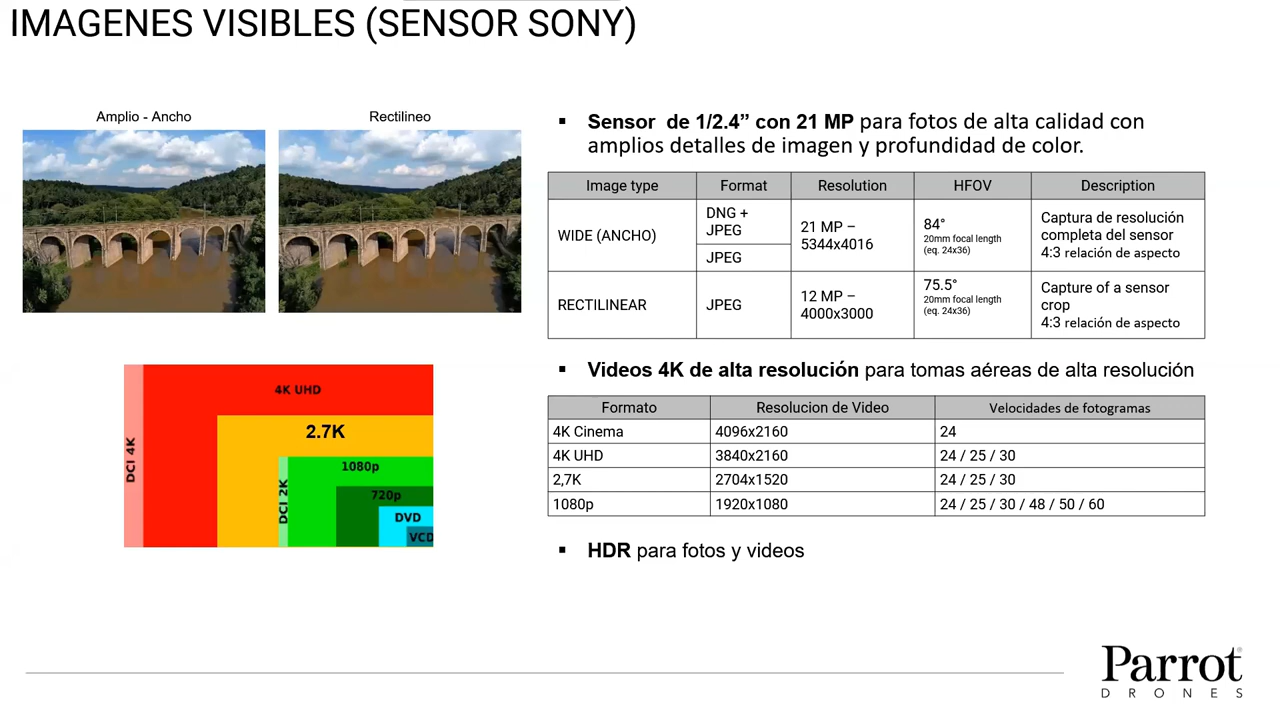 IMAGENES VISIBLES (SENSOR SONY)
Amplio - Ancho
Rectilineo
▪ Sensor de 1/2.4” con 21 MP para fotos de alta calidad con
amplios detalles de imagen y profundidad de color.
Image type Format Resolution HFOV Description
WIDE (ANCHO)
DNG +
JPEG
JPEG
21 MP –
5344x4016
84°
20mm focal length
(eq. 24x36)
Captura de resolución
completa del sensor
4:3 relación de aspecto
RECTILINEAR
JPEG
12 MP –
4000x3000
75.5°
20mm focal length
(eq. 24x36)
Capture of a sensor
crop
4:3 relación de aspecto
▪ Videos 4K de alta resolución para tomas aéreas de alta resolución
Formato Resolucion de Video Velocidades de fotogramas
4K Cinema 4096x2160 24
4K UHD 3840x2160 24 / 25 / 30
2,7K 2704x1520 24 / 25 / 30
1080p 1920x1080 24 / 25 / 30 / 48 / 50 / 60
▪ HDR para fotos y videos
DCI 4K
4K UHD
2.7K
DCI 2K
1080p
720p
DVD
VCD
Parrot®
DRONES